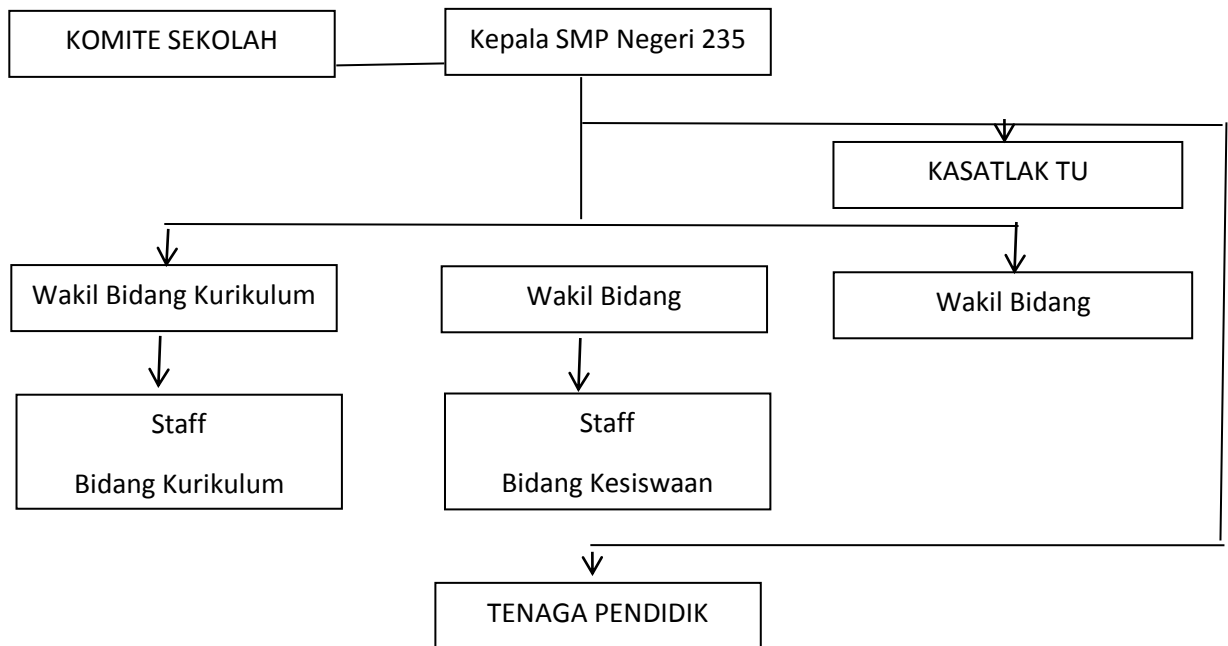 KOMITE SEKOLAH
Kepala SMP Negeri 235
KASATLAK TU
Wakil Bidang Kurikulum
Wakil Bidang
Wakil Bidang
Staff
Bidang Kurikulum
Staff
Bidang Kesiswaan
TENAGA PENDIDIK